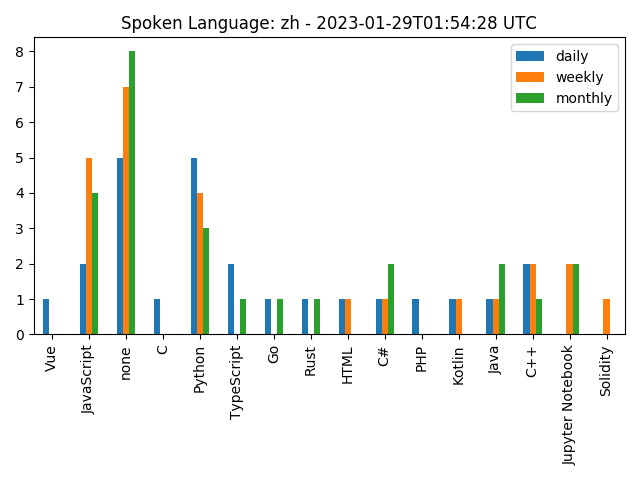 Spoken Language: zh - 2023-01-29T01:54:28 UTC
daily
weekly
monthly
8
7
6
5
4
3
2
1
0
Vue
JavaScript
none
C
Python
TypeScript
Go
Rust
HTML
C#
PHP
Kotlin
Java
C++
Jupyter Notebook
Solidity